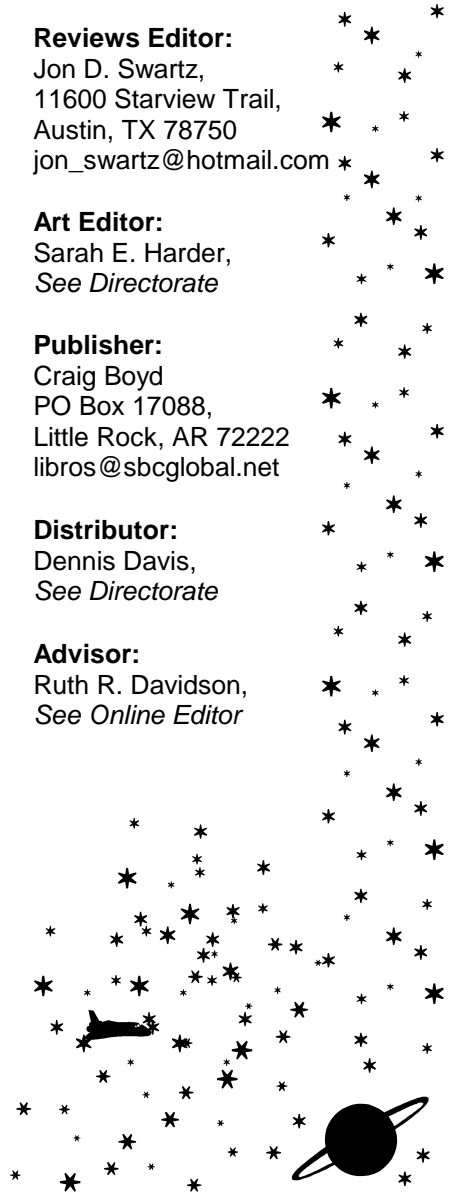 Reviews Editor:
Jon D. Swartz,
11600 Starview Trail,
Austin, TX 78750
jon_swartz@hotmail.com
Art Editor:
Sarah E. Harder,
See Directorate
Publisher:
Craig Boyd
PO Box 17088,
Little Rock, AR 72222
libros@sbcglobal.net
Distributor:
Dennis Davis,
See Directorate
Advisor:
Ruth R. Davidson,
See Online Editor